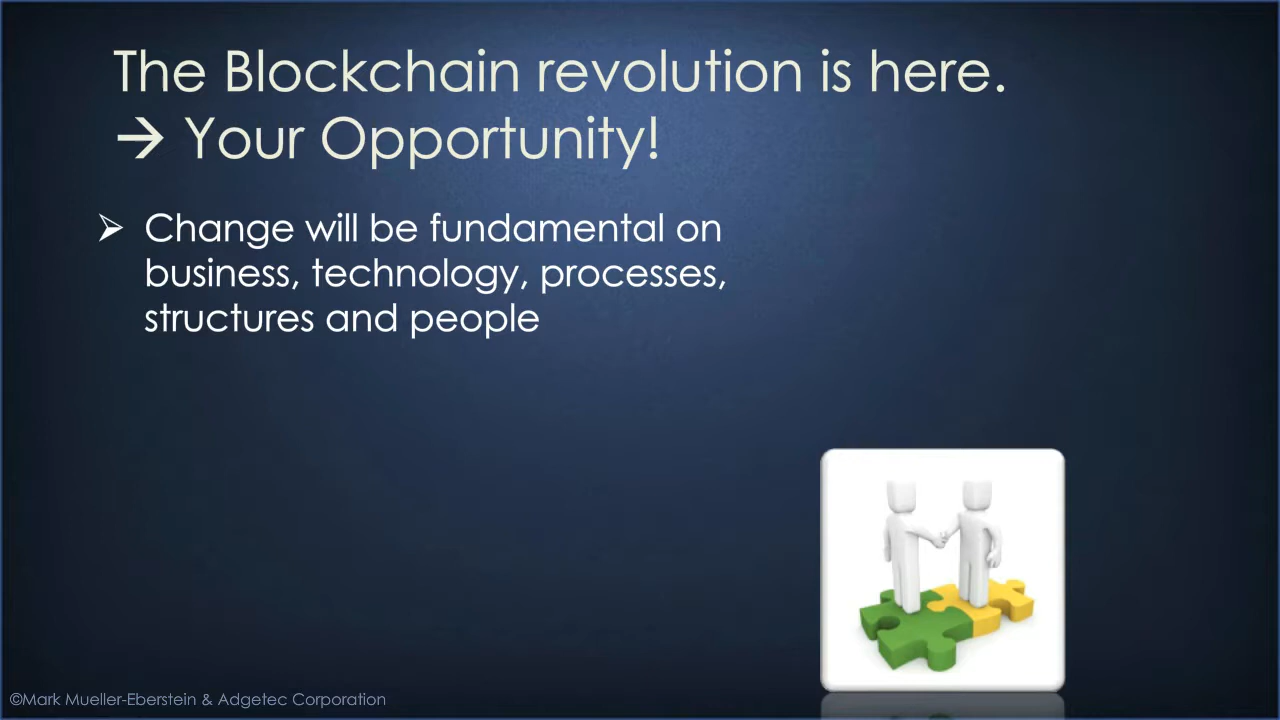 The Blockchain revolution is here.
→ Your Opportunity!
➢ Change will be fundamental on
business, technology, processes,
structures and people
©Mark Mueller-Eberstein & Adgetec Corporation